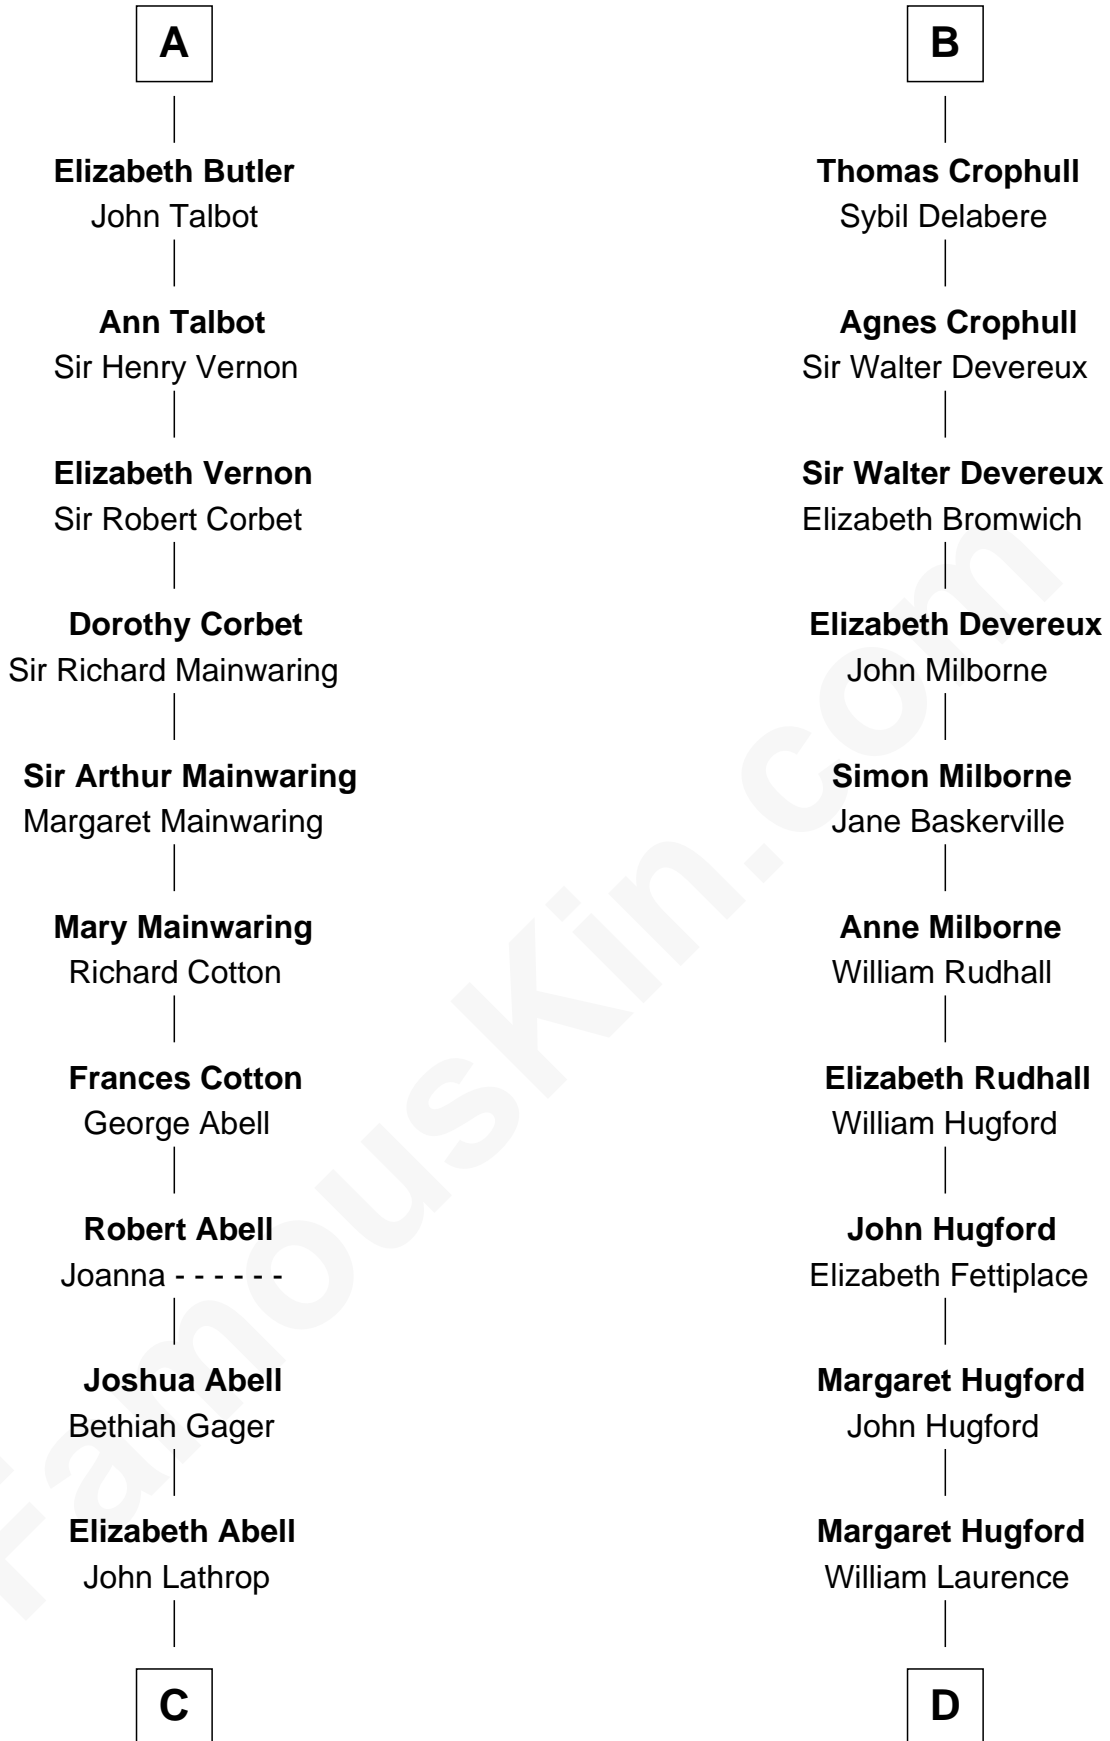 A
Elizabeth Butler
John Talbot
Ann Talbot
Sir Henry Vernon
Elizabeth Vernon
Sir Robert Corbet
Dorothy Corbet
Sir Richard Mainwaring
Sir Arthur Mainwaring
Margaret Mainwaring
Mary Mainwaring
Richard Cotton
Frances Cotton
George Abell
Robert Abell
Joanna - - - - - -
Joshua Abell
Bethiah Gager
Elizabeth Abell
John Lathrop
C
B
Thomas Crophull
Sybil Delabere
Agnes Crophull
Sir Walter Devereux
Sir Walter Devereux
Elizabeth Bromwich
Elizabeth Devereux
John Milborne
Simon Milborne
Jane Baskerville
Anne Milborne
William Rudhall
Elizabeth Rudhall
William Hugford
John Hugford
Elizabeth Fettiplace
Margaret Hugford
John Hugford
Margaret Hugford
William Laurence
D
FamousKin.com